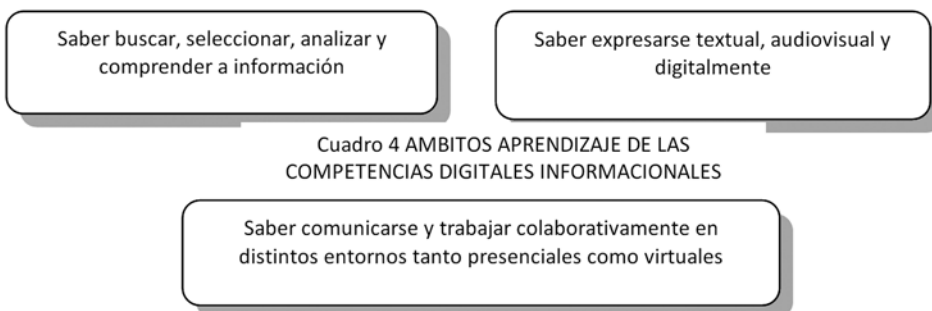 Saber buscar, seleccionar, analizar y
comprender a información
Saber expresarse textual, audiovisual y
digitalmente
Cuadro 4 AMBITOS APRENDIZAJE DE LAS
COMPETENCIAS DIGITALES INFORMACIONALES
Saber comunicarse y trabajar colaborativamente en
distintos entornos tanto presenciales como virtuales